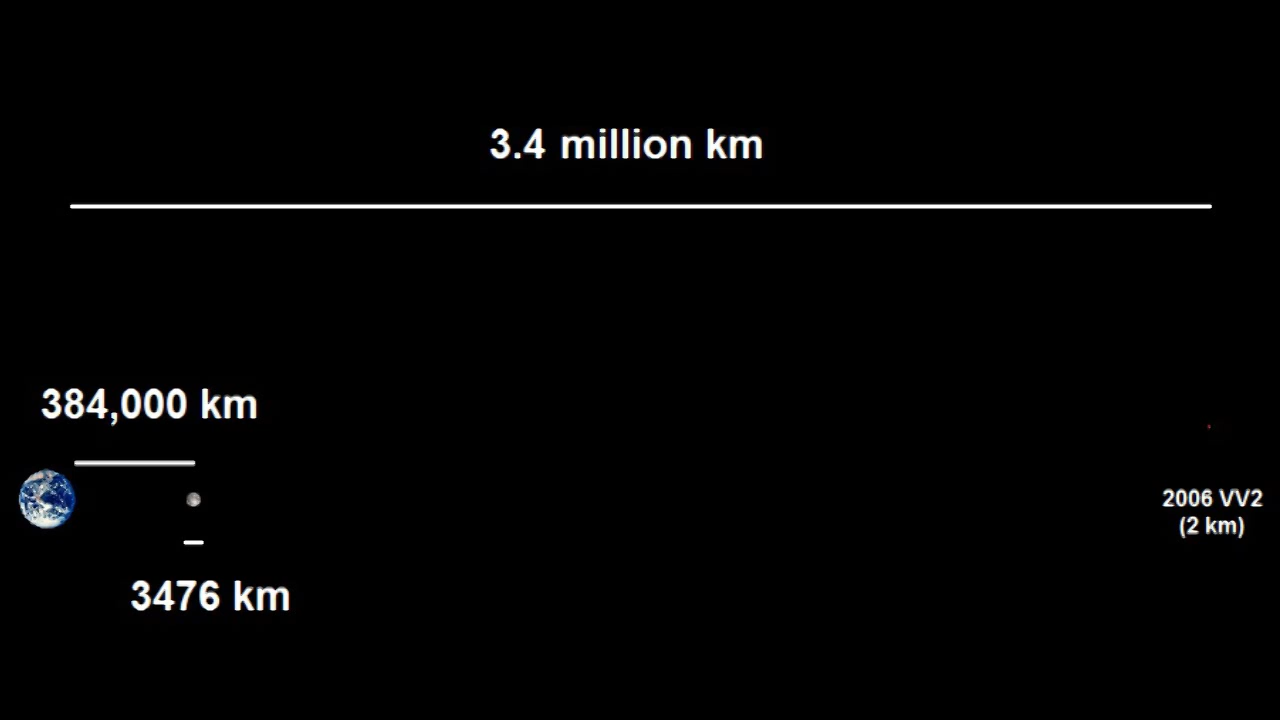 3.4 million km
384,000 km
3476 km
2006 VV2
(2 km)